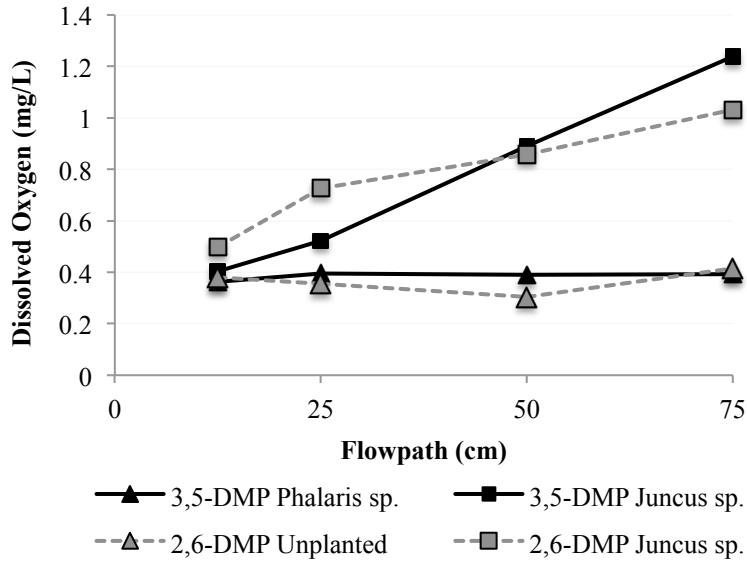 1.4
1.2
1
0.8
0.6
0.4
0.2
0
Dissolved Oxygen (mg/L)
0 25 50 75
Flowpath (cm)
3,5-DMP Phalaris sp. 3,5-DMP Juncus sp.
2,6-DMP Unplanted 2,6-DMP Juncus sp.